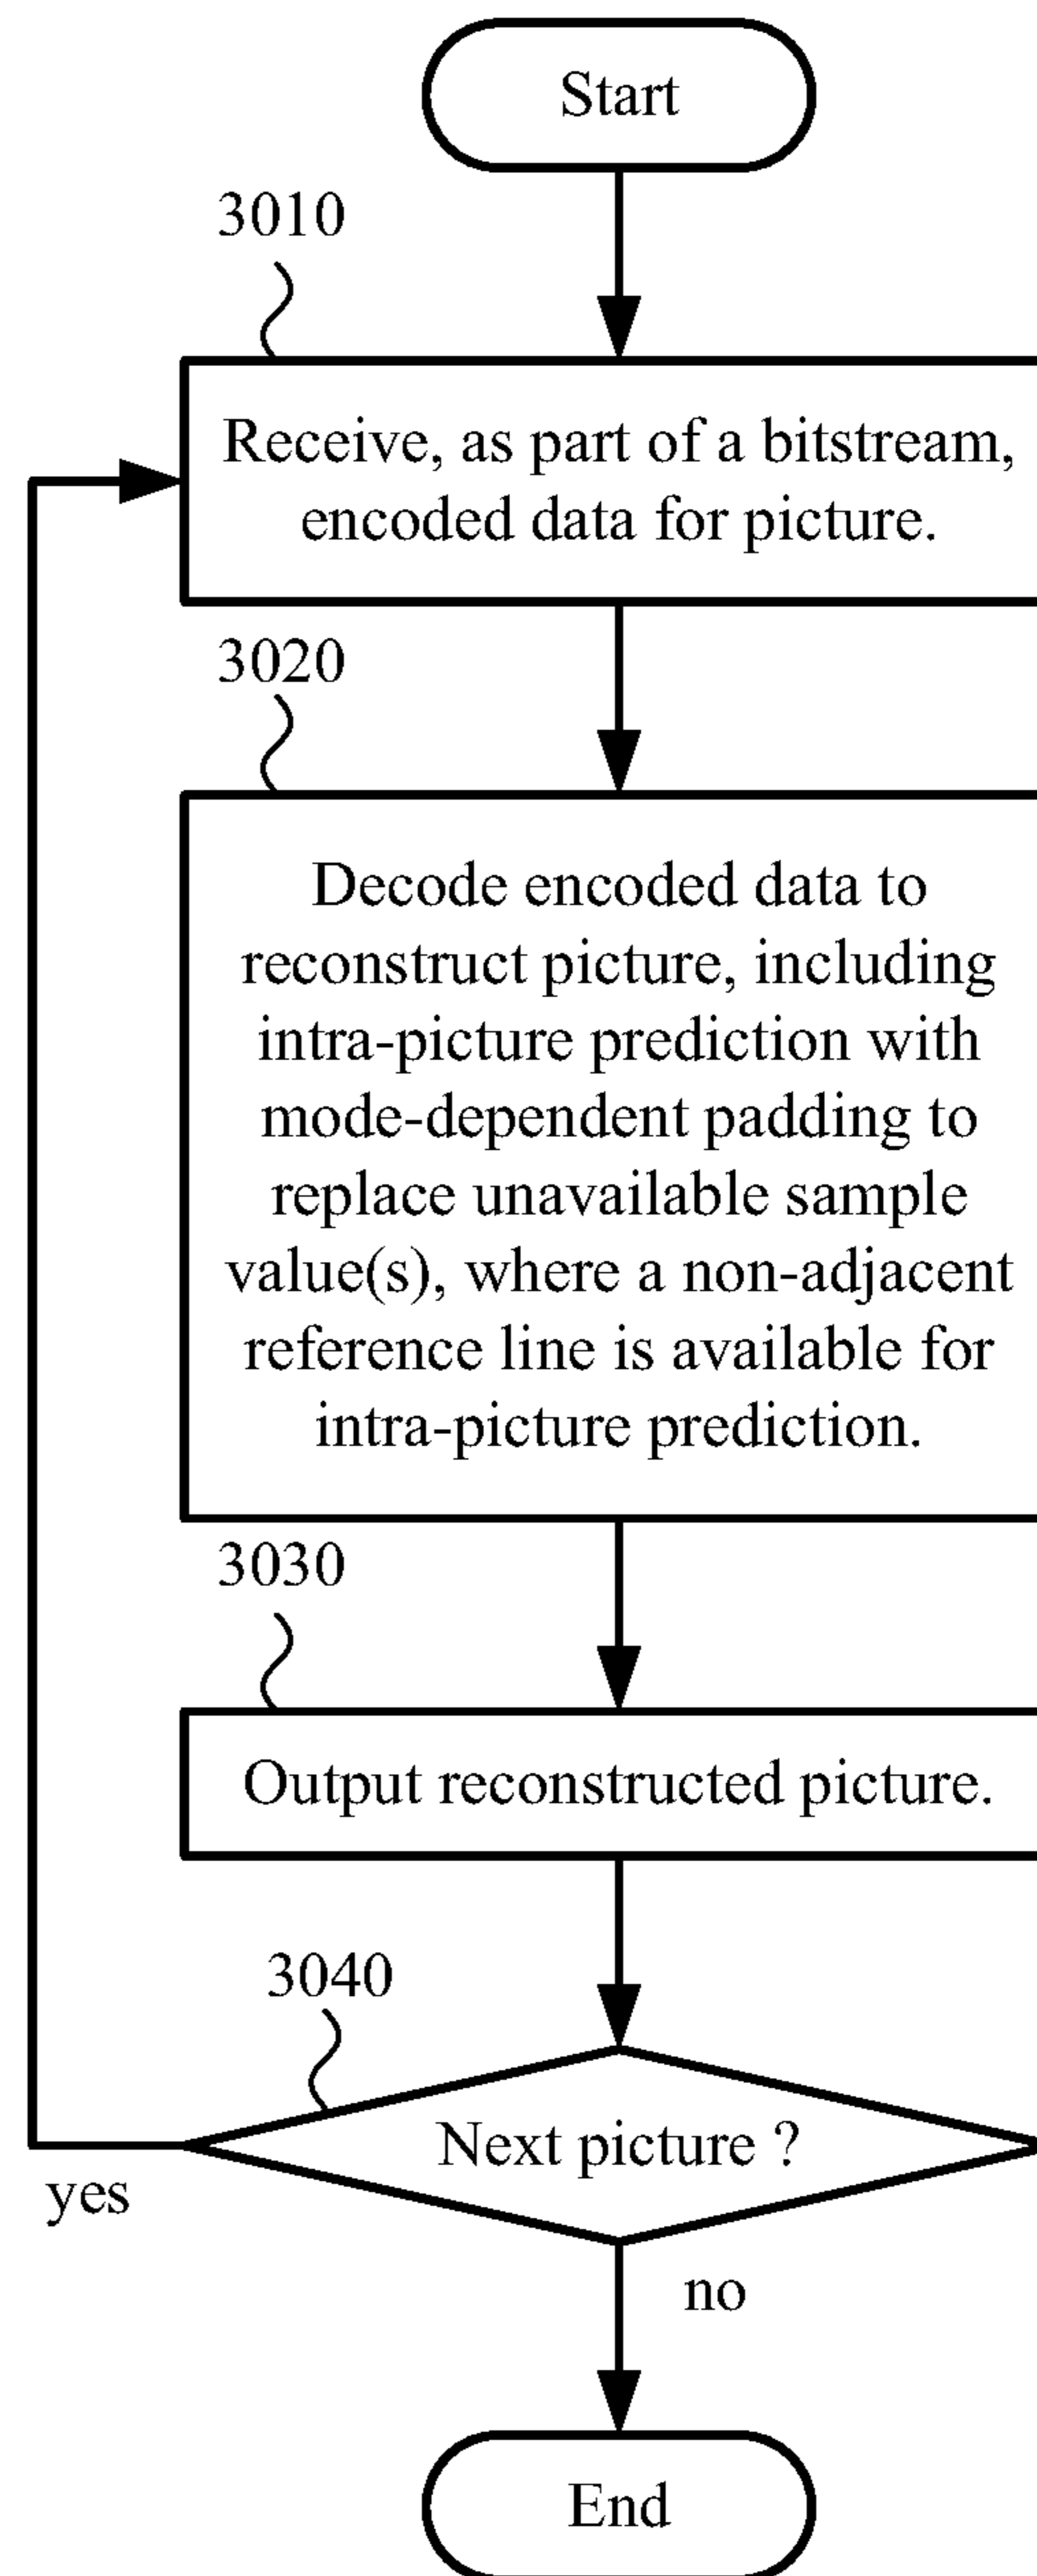 Start
3010
Receive, as part of a bitstream,
encoded data for picture.
3020
Decode encoded data to
reconstruct picture, including
intra-picture prediction with
mode-dependent padding to
replace unavailable sample
value(s), where a non-adjacent
reference line is available for
intra-picture prediction.
3030
Output reconstructed picture.
3040
Next picture ?
yes
no
End